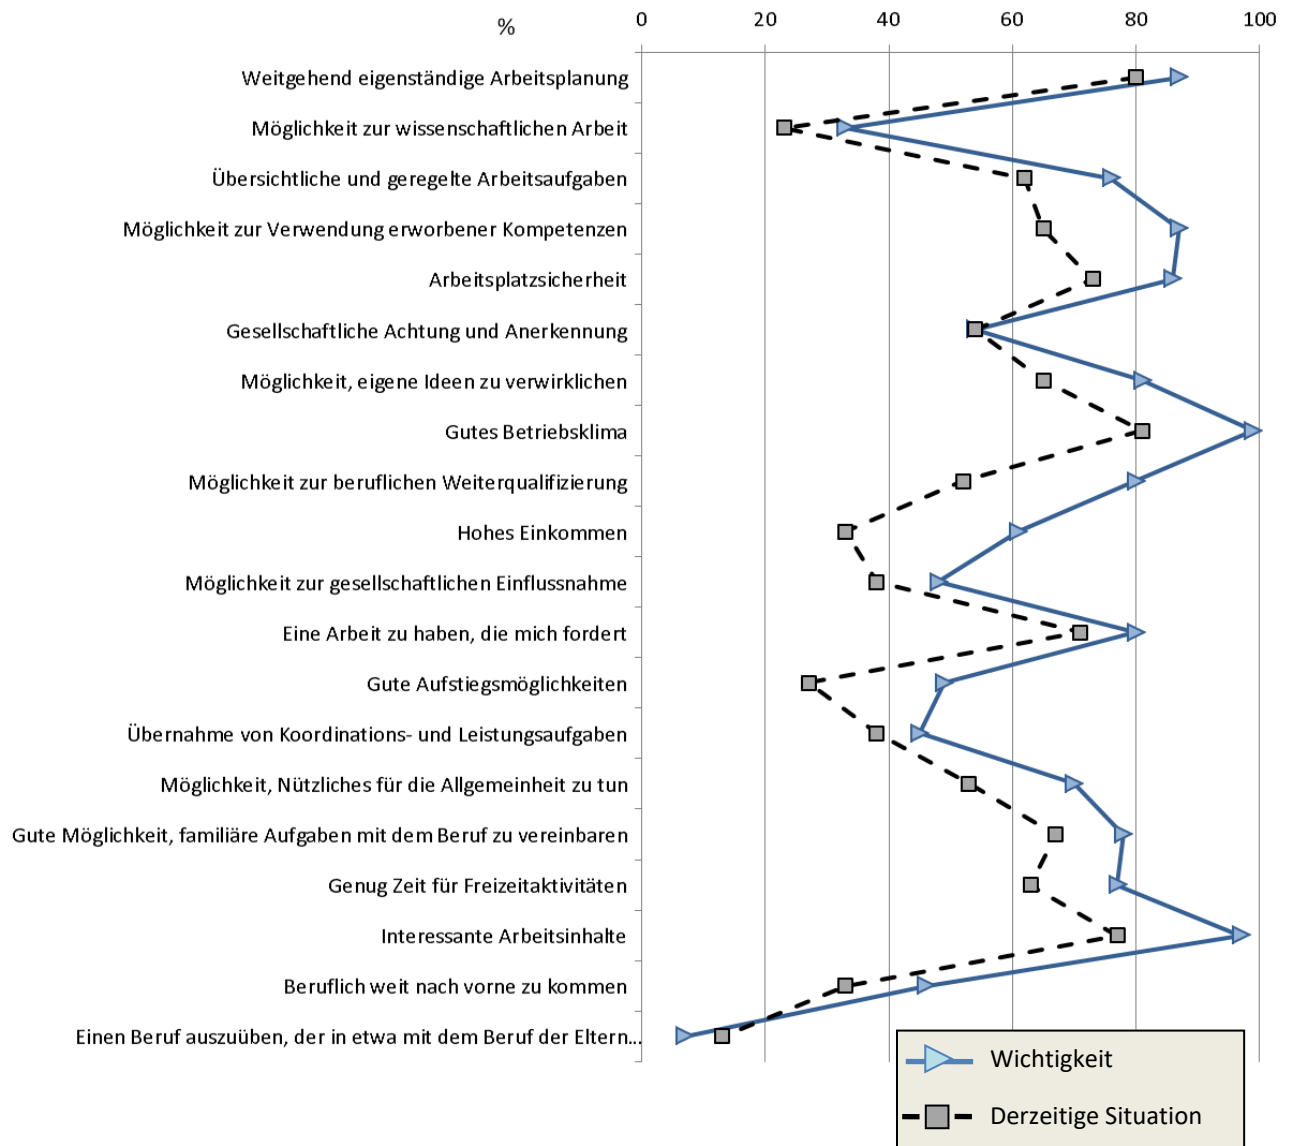 % 0 20 40 60 80 100
Weitgehend eigenständige Arbeitsplanung
Möglichkeit zur wissenschaftlichen Arbeit
Übersichtliche und geregelte Arbeitsaufgaben
Möglichkeit zur Verwendung erworbener Kompetenzen
Arbeitsplatzsicherheit
Gesellschaftliche Achtung und Anerkennung
Möglichkeit, eigene Ideen zu verwirklichen
Gutes Betriebsklima
Möglichkeit zur beruflichen Weiterqualifizierung
Hohes Einkommen
Möglichkeit zur gesellschaftlichen Einflussnahme
Eine Arbeit zu haben, die mich fordert
Gute Aufstiegsmöglichkeiten
Übernahme von Koordinations- und Leistungsaufgaben
Möglichkeit, Nützliches für die Allgemeinheit zu tun
Gute Möglichkeit, familiäre Aufgaben mit dem Beruf zu vereinbaren
Genug Zeit für Freizeitaktivitäten
Interessante Arbeitsinhalte
Beruflich weit nach vorne zu kommen
Einen Beruf auszuüben, der in etwa mit dem Beruf der Eltern...
Wichtigkeit
Derzeitige Situation